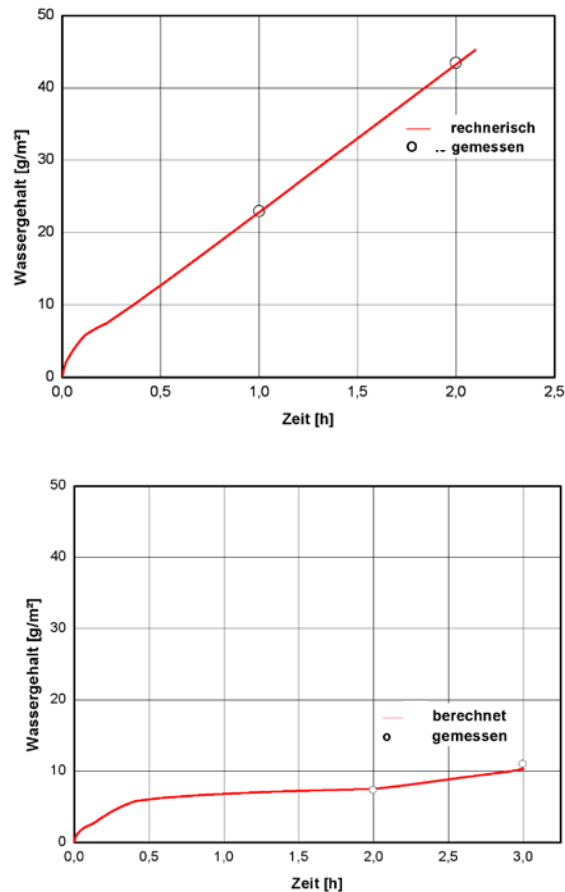 50
40
30
20
10
0
Wassergehalt [g/m²]
rechnerisch
gemessen
0,0 0,5 1,0 1,5 2,0 2,5
Zeit [h]
50
40
30
20
10
0
Wassergehalt [g/m²]
berechnet
gemessen
0,0 0,5 1,0 1,5 2,0 2,5 3,0
Zeit [h]